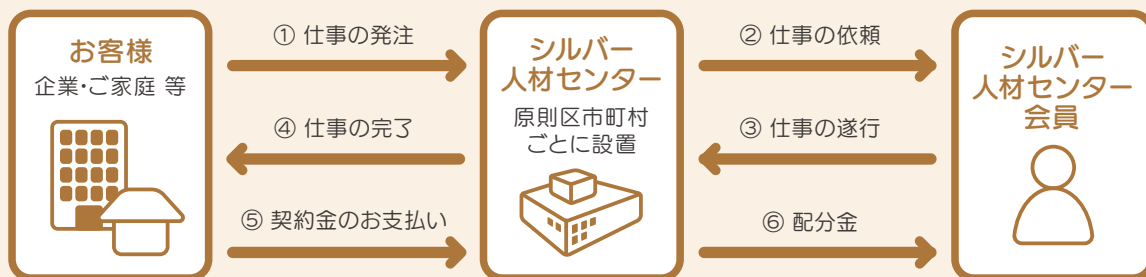 お客様
企業・ご家庭 等
① 仕事の発注
④ 仕事の完了
⑤ 契約金のお支払い
シルバー
人材センター
原則区市町村
ごとに設置
② 仕事の依頼
③ 仕事の遂行
⑥ 配分金
シルバー
人材センター
会員